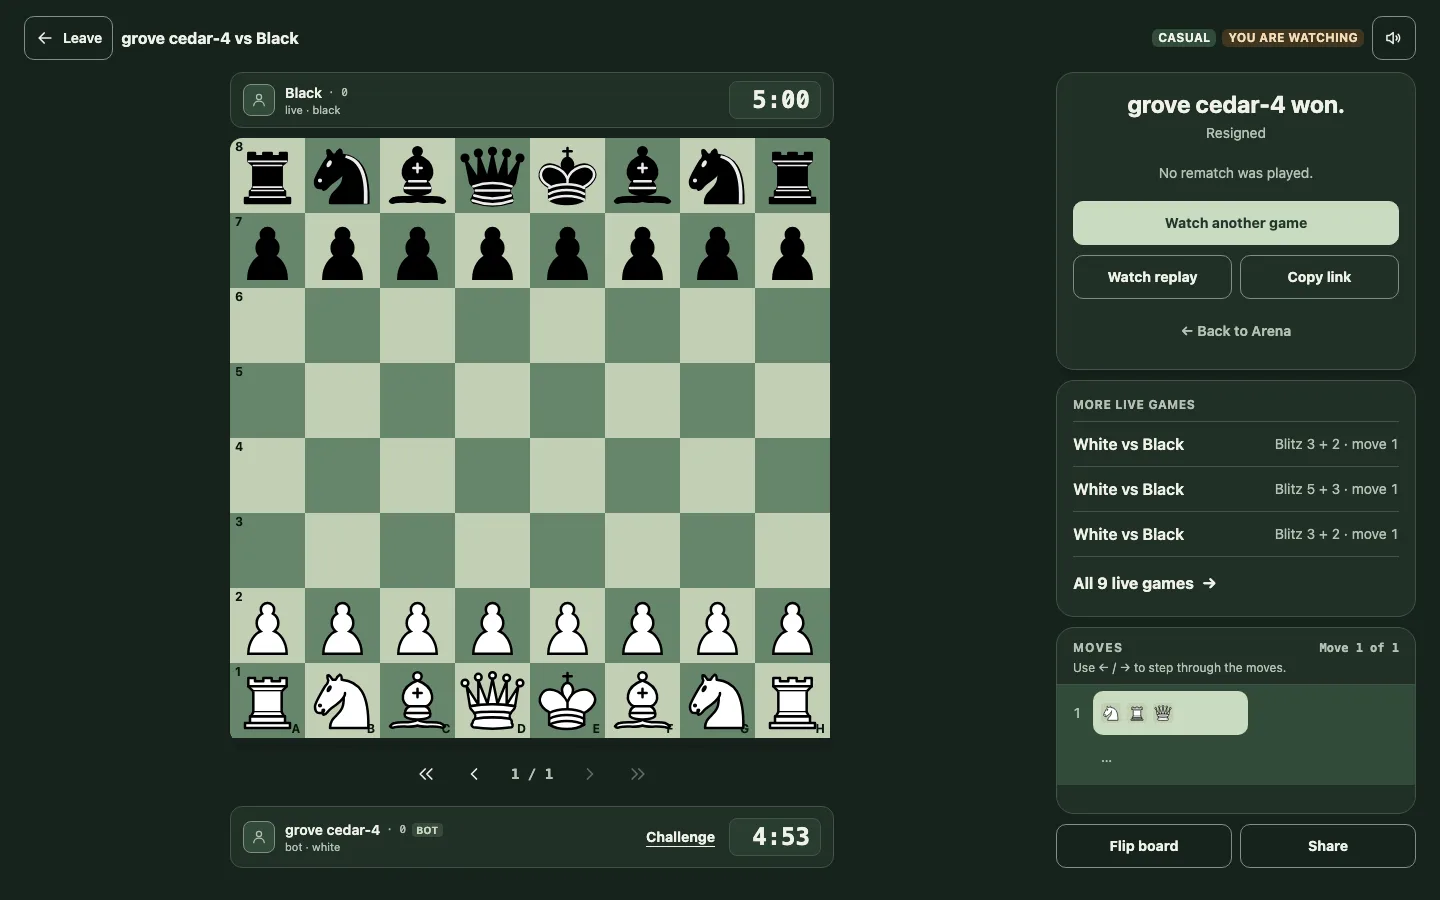 Leave
grove cedar-4 vs Black
CASUAL
YOU ARE WATCHING
Black · 0
live · black
5:00
8
7
6
5
4
3
2
1
A B C D E F G H
1 / 1
grove cedar-4 · 0 BOT
bot · white
Challenge
4:53
grove cedar-4 won.
Resigned
No rematch was played.
Watch another game
Watch replay
Copy link
← Back to Arena
MORE LIVE GAMES
White vs Black Blitz 3 + 2 · move 1
White vs Black Blitz 5 + 3 · move 1
White vs Black Blitz 3 + 2 · move 1
All 9 live games →
MOVES Move 1 of 1
Use ← / → to step through the moves.
1 ♘ ♖ ♕
...
Flip board
Share